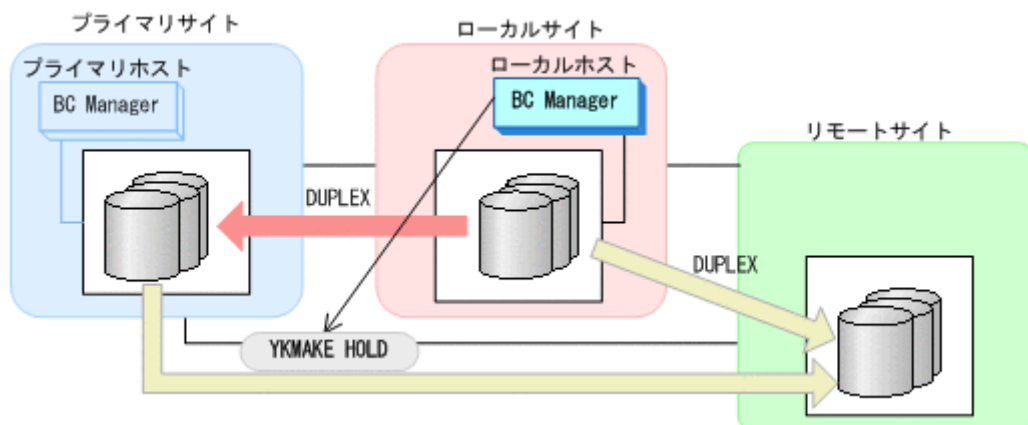 プライマリサイト
プライマリホスト
BC Manager
ローカルサイト
ローカルホスト
BC Manager
リモートサイト
DUPLEX
DUPLEX
YKMAKE HOLD